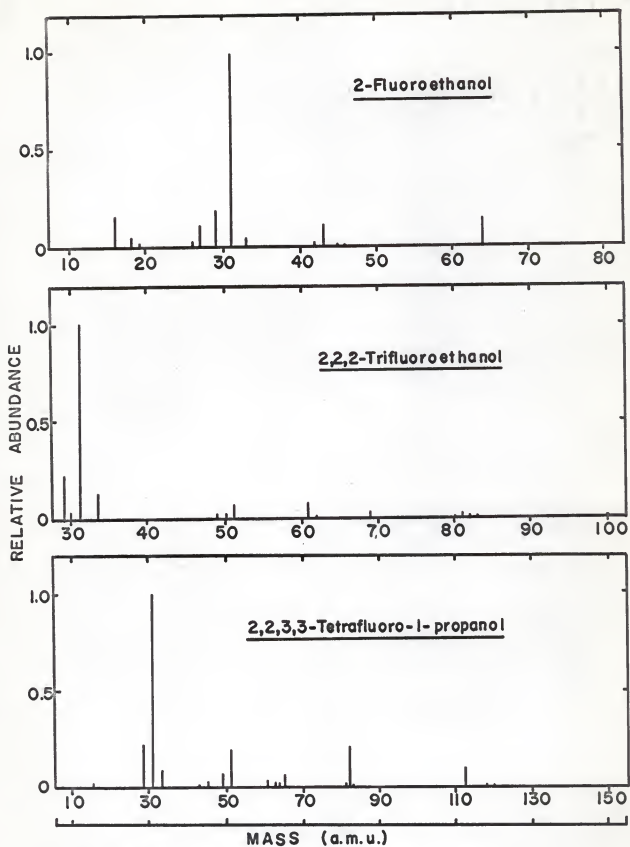 1.0
2-Fluoroethanol
0.5
0
10 20 30 40 50 60 70 80
1.0
2,2,2-Trifluoroethanol
0.5
0
30 40 50 60 70 80 90 100
RELATIVE ABUNDANCE
1.0
2,2,3,3-Tetrafluoro-1-propanol
0.5
0
10 30 50 70 90 110 130 150
MASS (a.m.u.)